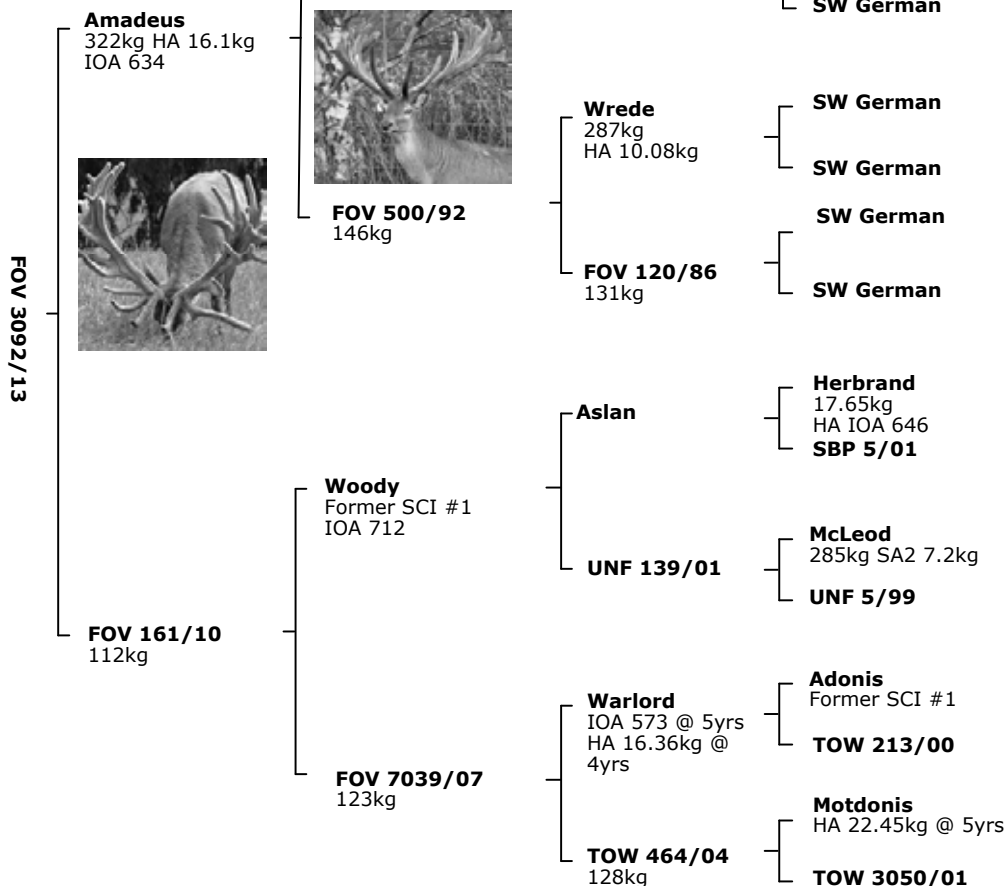 SW German
Amadeus
322kg HA 16.1kg
IOA 634
Wrede
287kg
HA 10.08kg
SW German
SW German
FOV 500/92
146kg
SW German
FOV 120/86
131kg
SW German
FOV 3092/13
Aslan
Herbrand
17.65kg
HA IOA 646
SBP 5/01
Woody
Former SCI #1
IOA 712
McLeod
285kg SA2 7.2kg
UNF 139/01
UNF 5/99
FOV 161/10
112kg
Warlord
IOA 573 @ 5yrs
HA 16.36kg @
4yrs
Adonis
Former SCI #1
TOW 213/00
FOV 7039/07
123kg
Motdonis
HA 22.45kg @ 5yrs
TOW 464/04
128kg
TOW 3050/01